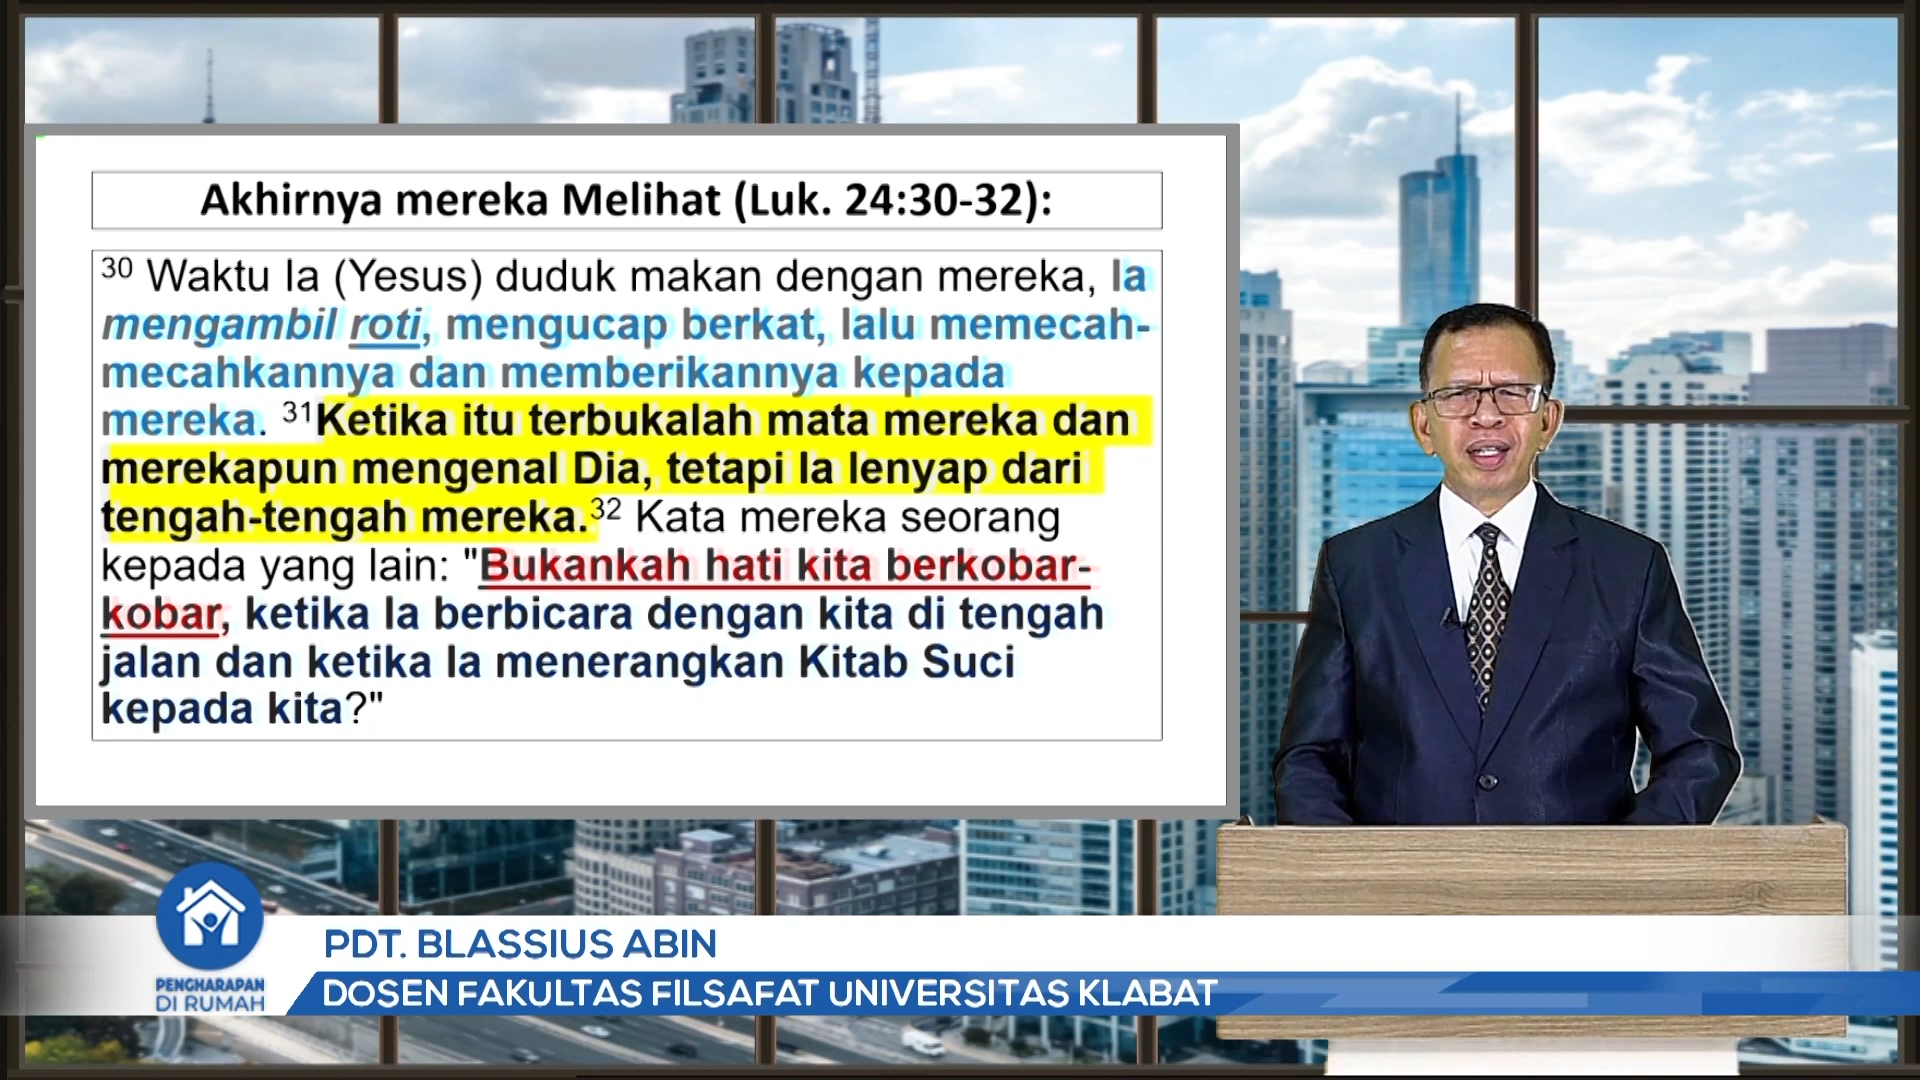 Akhirnya mereka Melihat (Luk. 24:30-32):
30 Waktu Ia (Yesus) duduk makan dengan mereka, Ia
mengambil roti, mengucap berkat, lalu memecah-
mecahkannya dan memberikannya kepada
mereka. 31Ketika itu terbukalah mata mereka dan
merekapun mengenal Dia, tetapi Ia lenyap dari
tengah-tengah mereka.32 Kata mereka seorang
kepada yang lain: "Bukankah hati kita berkobar-
kobar, ketika Ia berbicara dengan kita di tengah
jalan dan ketika Ia menerangkan Kitab Suci
kepada kita?"
PENGHARAPAN
DI RUMAH
PDT. BLASSIUS ABIN
DOSEN FAKULTAS FILSAFAT UNIVERSITAS KLABAT